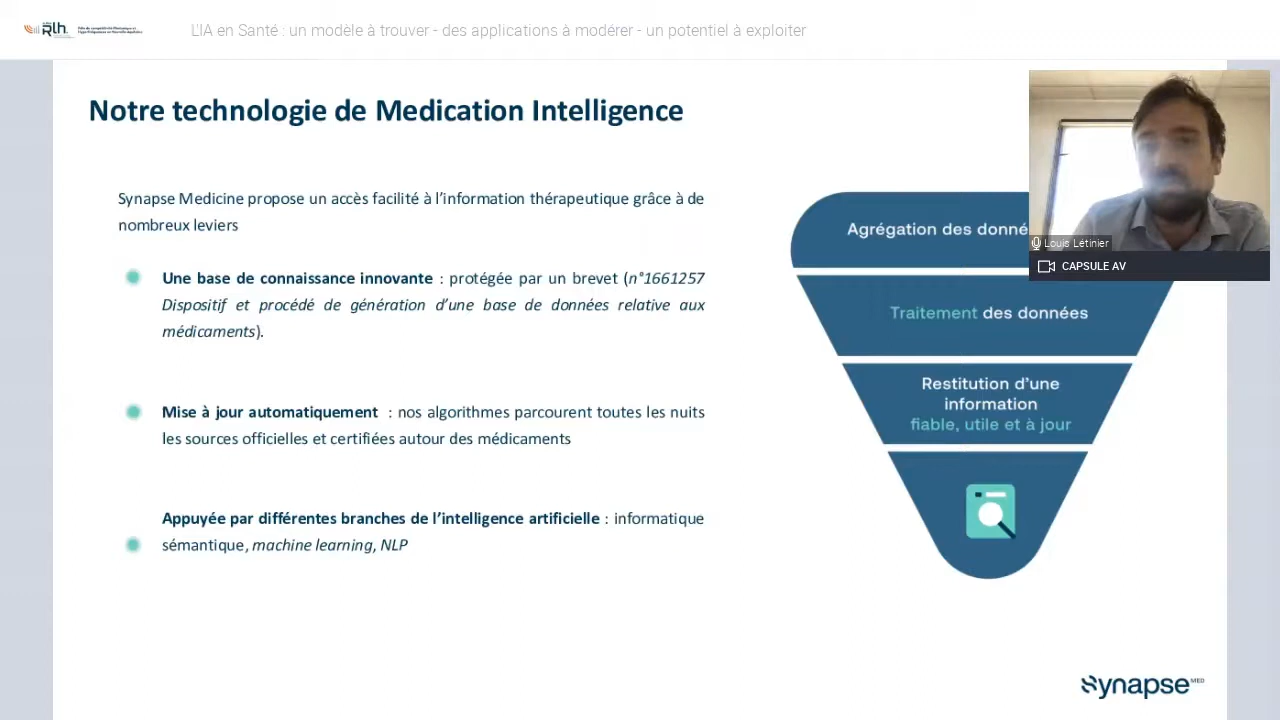 Rlh.
L'IA en Santé : un modèle à trouver - des applications à modérer - un potentiel à exploiter
Notre technologie de Medication Intelligence
Synapse Medicine propose un accès facilité à l'information thérapeutique grâce à de
nombreux leviers
Une base de connaissance innovante : protégée par un brevet (n°1661257
Dispositif et procédé de génération d'une base de données relative aux
médicaments).
Mise à jour automatiquement : nos algorithmes parcourent toutes les nuits
les sources officielles et certifiées autour des médicaments
Appuyée par différentes branches de l'intelligence artificielle : informatique
sémantique, machine learning, NLP
Agrégation des donné
Traitement des données
Restitution d'une
information
fiable, utile et à jour
Louis Létinier
CAPSULE AV
Synapse MED